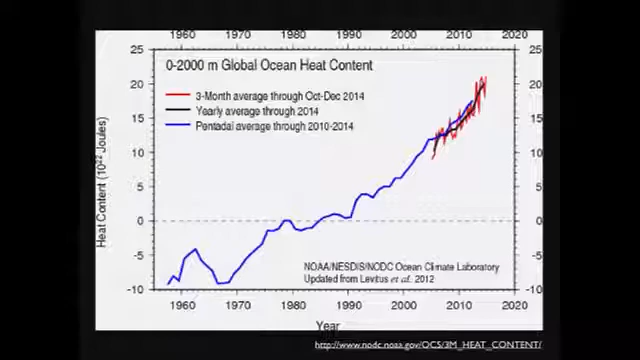 1960 1970 1980 1990 2000 2010 2020
25 25
0-2000 m Global Ocean Heat Content
20 20
3-Month average through Oct-Dec 2014
Yearly average through 2014
15 15
Pentadal average through 2010-2014
10 10
5 5
0 0
-5 -5
-10 -10
Heat Content (10²² Joules)
NOAA/NESDIS/NODC Ocean Climate Laboratory
Updated from Levitus et al. 2012
1960 1970 1980 1990 2000 2010 2020
Year
http://www.nodc.noaa.gov/OC5/3M_HEAT_CONTENT/